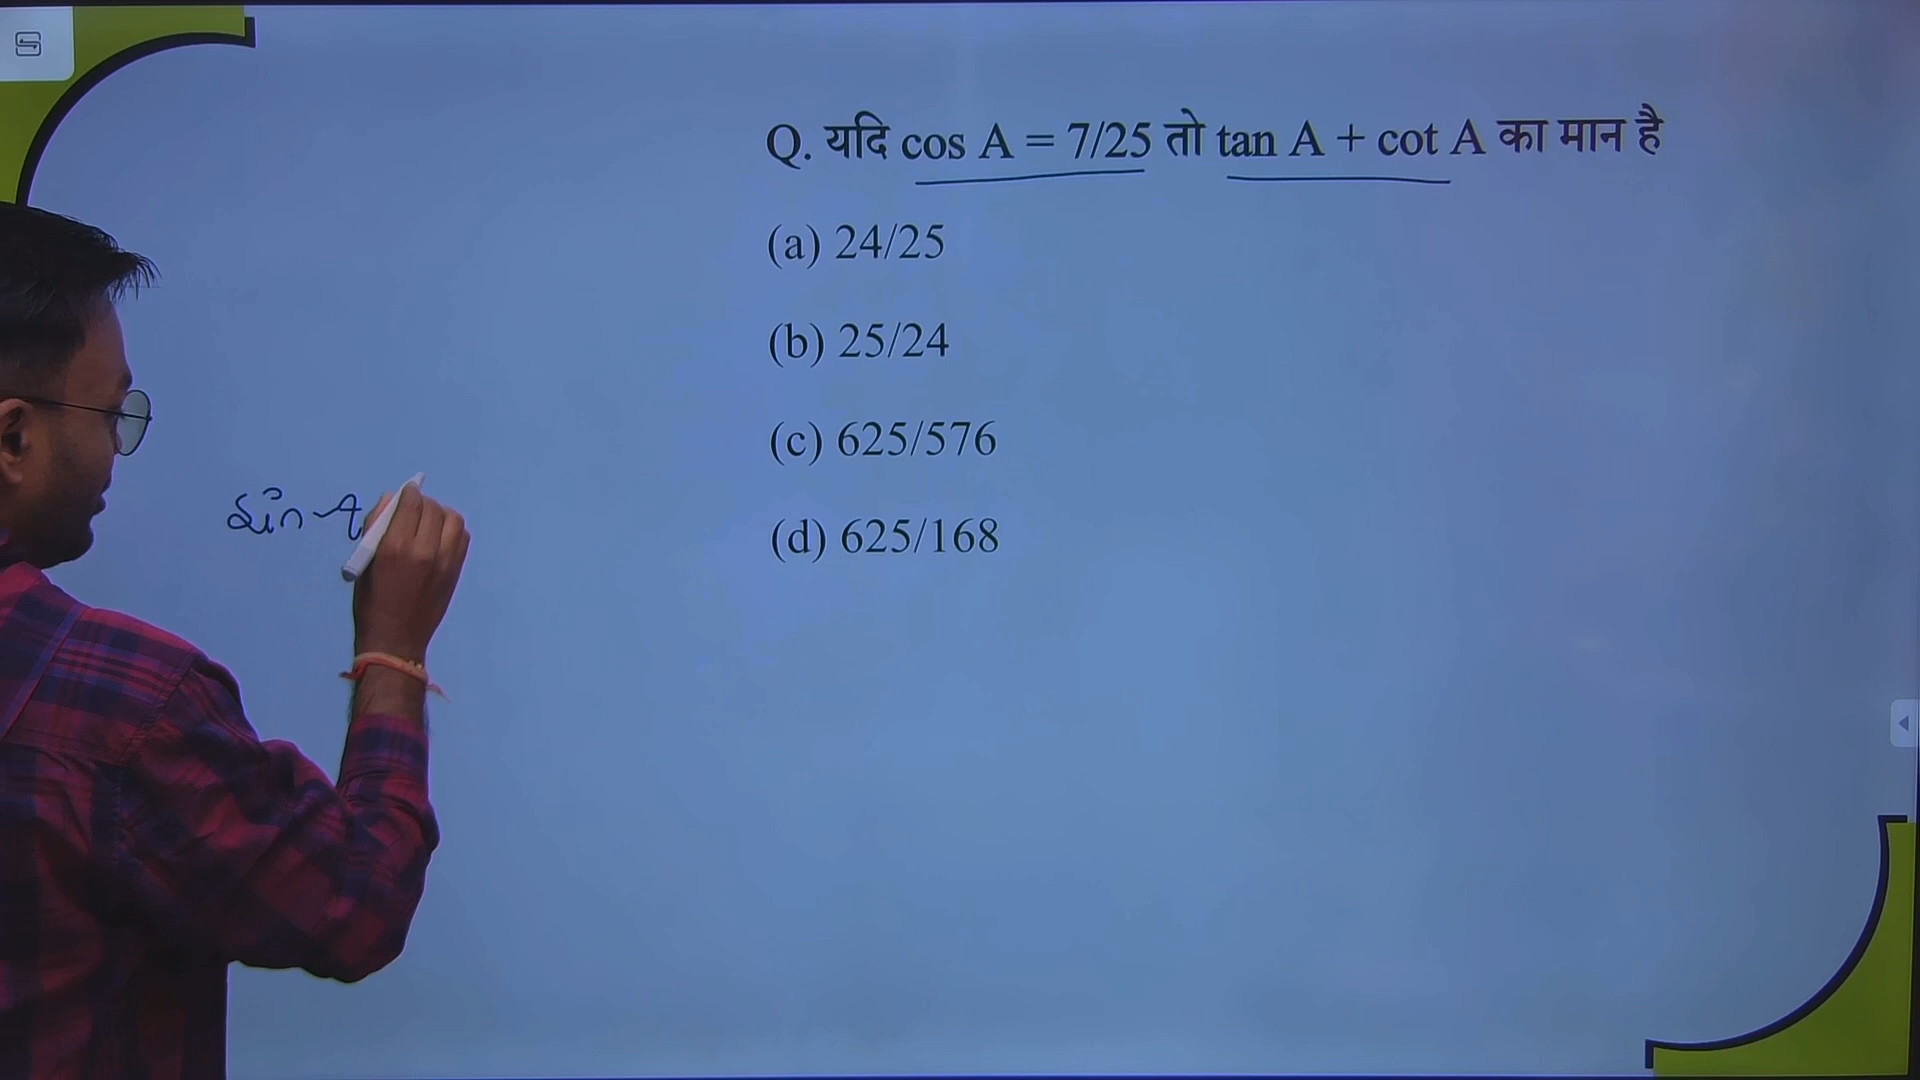 Q. यदि cos A = 7/25 तो tan A + cot A का मान है
(a) 24/25
(b) 25/24
(c) 625/576
(d) 625/168
sin A